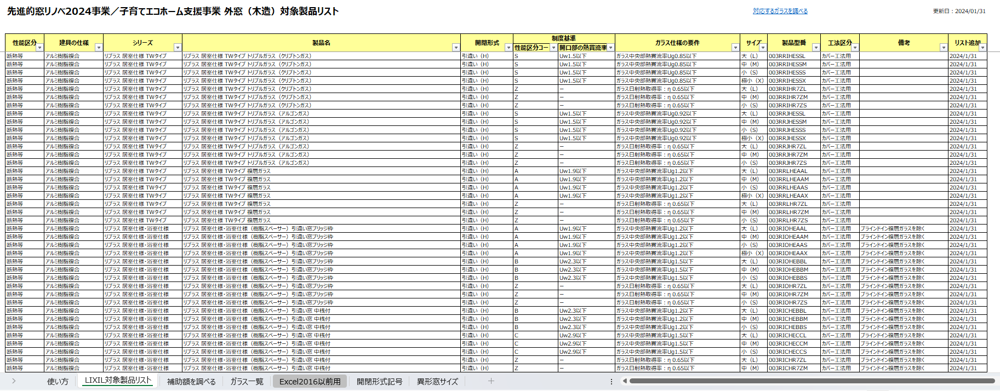 先進的窓リノベ2024事業／子育てエコホーム支援事業 外窓（木造）対象製品リスト
対応するガラスを調べる
更新日：2024/01/31
性能区分 建具の仕様 シリーズ 製品名 開閉形式 制度基準 ガラス仕様の要件 サイズ 製品型番 工法区分 備考 リスト追加
性能区分コー 開口部の熱貫流率
断熱等 アルミ樹脂複合 リプラス 居室仕様 TWタイプ リプラス 居室仕様 TWタイプ トリプルガラス（クリプトンガス） 引違い（H） S Uw1.5以下 ガラス中央部熱貫流率Ug0.85以下 大（L） 003RRIHESSL カバー工法用 2024/1/31
断熱等 アルミ樹脂複合 リプラス 居室仕様 TWタイプ リプラス 居室仕様 TWタイプ トリプルガラス（クリプトンガス） 引違い（H） S Uw1.5以下 ガラス中央部熱貫流率Ug0.85以下 中（M） 003RRIHESSM カバー工法用 2024/1/31
断熱等 アルミ樹脂複合 リプラス 居室仕様 TWタイプ リプラス 居室仕様 TWタイプ トリプルガラス（クリプトンガス） 引違い（H） S Uw1.5以下 ガラス中央部熱貫流率Ug0.85以下 小（S） 003RRIHESSS カバー工法用 2024/1/31
断熱等 アルミ樹脂複合 リプラス 居室仕様 TWタイプ リプラス 居室仕様 TWタイプ トリプルガラス（クリプトンガス） 引違い（H） S Uw1.5以下 ガラス中央部熱貫流率Ug0.85以下 極小（X） 003RRIHESSX カバー工法用 2024/1/31
断熱等 アルミ樹脂複合 リプラス 居室仕様 TWタイプ リプラス 居室仕様 TWタイプ トリプルガラス（クリプトンガス） 引違い（H） Z － ガラス日射熱取得率：η 0.65以下 大（L） 003RRIHR7ZL カバー工法用 2024/1/31
断熱等 アルミ樹脂複合 リプラス 居室仕様 TWタイプ リプラス 居室仕様 TWタイプ トリプルガラス（クリプトンガス） 引違い（H） Z － ガラス日射熱取得率：η 0.65以下 中（M） 003RRIHR7ZM カバー工法用 2024/1/31
断熱等 アルミ樹脂複合 リプラス 居室仕様 TWタイプ リプラス 居室仕様 TWタイプ トリプルガラス（クリプトンガス） 引違い（H） Z － ガラス日射熱取得率：η 0.65以下 小（S） 003RRIHR7ZS カバー工法用 2024/1/31
断熱等 アルミ樹脂複合 リプラス 居室仕様 TWタイプ リプラス 居室仕様 TWタイプ トリプルガラス（アルゴンガス） 引違い（H） S Uw1.5以下 ガラス中央部熱貫流率Ug0.92以下 大（L） 003RRJHESSL カバー工法用 2024/1/31
断熱等 アルミ樹脂複合 リプラス 居室仕様 TWタイプ リプラス 居室仕様 TWタイプ トリプルガラス（アルゴンガス） 引違い（H） S Uw1.5以下 ガラス中央部熱貫流率Ug0.92以下 中（M） 003RRJHESSM カバー工法用 2024/1/31
断熱等 アルミ樹脂複合 リプラス 居室仕様 TWタイプ リプラス 居室仕様 TWタイプ トリプルガラス（アルゴンガス） 引違い（H） S Uw1.5以下 ガラス中央部熱貫流率Ug0.92以下 小（S） 003RRJHESSS カバー工法用 2024/1/31
断熱等 アルミ樹脂複合 リプラス 居室仕様 TWタイプ リプラス 居室仕様 TWタイプ トリプルガラス（アルゴンガス） 引違い（H） S Uw1.5以下 ガラス中央部熱貫流率Ug0.92以下 極小（X） 003RRJHESSX カバー工法用 2024/1/31
断熱等 アルミ樹脂複合 リプラス 居室仕様 TWタイプ リプラス 居室仕様 TWタイプ トリプルガラス（アルゴンガス） 引違い（H） Z － ガラス日射熱取得率：η 0.65以下 大（L） 003RRJHR7ZL カバー工法用 2024/1/31
断熱等 アルミ樹脂複合 リプラス 居室仕様 TWタイプ リプラス 居室仕様 TWタイプ トリプルガラス（アルゴンガス） 引違い（H） Z － ガラス日射熱取得率：η 0.65以下 中（M） 003RRJHR7ZM カバー工法用 2024/1/31
断熱等 アルミ樹脂複合 リプラス 居室仕様 TWタイプ リプラス 居室仕様 TWタイプ トリプルガラス（アルゴンガス） 引違い（H） Z － ガラス日射熱取得率：η 0.65以下 小（S） 003RRJHR7ZS カバー工法用 2024/1/31
断熱等 アルミ樹脂複合 リプラス 居室仕様 TWタイプ リプラス 居室仕様 TWタイプ 複層ガラス 引違い（H） A Uw1.9以下 ガラス中央部熱貫流率Ug1.2以下 大（L） 003RRLHEAAL カバー工法用 2024/1/31
断熱等 アルミ樹脂複合 リプラス 居室仕様 TWタイプ リプラス 居室仕様 TWタイプ 複層ガラス 引違い（H） A Uw1.9以下 ガラス中央部熱貫流率Ug1.2以下 中（M） 003RRLHEAAM カバー工法用 2024/1/31
断熱等 アルミ樹脂複合 リプラス 居室仕様 TWタイプ リプラス 居室仕様 TWタイプ 複層ガラス 引違い（H） A Uw1.9以下 ガラス中央部熱貫流率Ug1.2以下 小（S） 003RRLHEAAS カバー工法用 2024/1/31
断熱等 アルミ樹脂複合 リプラス 居室仕様 TWタイプ リプラス 居室仕様 TWタイプ 複層ガラス 引違い（H） A Uw1.9以下 ガラス中央部熱貫流率Ug1.2以下 極小（X） 003RRLHEAAX カバー工法用 2024/1/31
断熱等 アルミ樹脂複合 リプラス 居室仕様 TWタイプ リプラス 居室仕様 TWタイプ 複層ガラス 引違い（H） Z － ガラス日射熱取得率：η 0.65以下 大（L） 003RRLHR7ZL カバー工法用 2024/1/31
断熱等 アルミ樹脂複合 リプラス 居室仕様 TWタイプ リプラス 居室仕様 TWタイプ 複層ガラス 引違い（H） Z － ガラス日射熱取得率：η 0.65以下 中（M） 003RRLHR7ZM カバー工法用 2024/1/31
断熱等 アルミ樹脂複合 リプラス 居室仕様 TWタイプ リプラス 居室仕様 TWタイプ 複層ガラス 引違い（H） Z － ガラス日射熱取得率：η 0.65以下 小（S） 003RRLHR7ZS カバー工法用 2024/1/31
断熱等 アルミ樹脂複合 リプラス 居室仕様・浴室仕様 リプラス 居室仕様・浴室仕様（樹脂スペーサー）引違い窓ブリッジ枠 引違い（H） A Uw1.9以下 ガラス中央部熱貫流率Ug1.2以下 大（L） 003RIOHEAAL カバー工法用 ブラインドイン複層ガラスを除く 2024/1/31
断熱等 アルミ樹脂複合 リプラス 居室仕様・浴室仕様 リプラス 居室仕様・浴室仕様（樹脂スペーサー）引違い窓ブリッジ枠 引違い（H） A Uw1.9以下 ガラス中央部熱貫流率Ug1.2以下 中（M） 003RIOHEAAM カバー工法用 ブラインドイン複層ガラスを除く 2024/1/31
断熱等 アルミ樹脂複合 リプラス 居室仕様・浴室仕様 リプラス 居室仕様・浴室仕様（樹脂スペーサー）引違い窓ブリッジ枠 引違い（H） A Uw1.9以下 ガラス中央部熱貫流率Ug1.2以下 小（S） 003RIOHEAAS カバー工法用 ブラインドイン複層ガラスを除く 2024/1/31
断熱等 アルミ樹脂複合 リプラス 居室仕様・浴室仕様 リプラス 居室仕様・浴室仕様（樹脂スペーサー）引違い窓ブリッジ枠 引違い（H） A Uw1.9以下 ガラス中央部熱貫流率Ug1.2以下 極小（X） 003RIOHEAAX カバー工法用 ブラインドイン複層ガラスを除く 2024/1/31
断熱等 アルミ樹脂複合 リプラス 居室仕様・浴室仕様 リプラス 居室仕様・浴室仕様（樹脂スペーサー）引違い窓ブリッジ枠 引違い（H） B Uw2.3以下 ガラス中央部熱貫流率Ug1.5以下 大（L） 003RIOHEBBL カバー工法用 ブラインドイン複層ガラスを除く 2024/1/31
断熱等 アルミ樹脂複合 リプラス 居室仕様・浴室仕様 リプラス 居室仕様・浴室仕様（樹脂スペーサー）引違い窓ブリッジ枠 引違い（H） B Uw2.3以下 ガラス中央部熱貫流率Ug1.5以下 中（M） 003RIOHEBBM カバー工法用 ブラインドイン複層ガラスを除く 2024/1/31
断熱等 アルミ樹脂複合 リプラス 居室仕様・浴室仕様 リプラス 居室仕様・浴室仕様（樹脂スペーサー）引違い窓ブリッジ枠 引違い（H） B Uw2.3以下 ガラス中央部熱貫流率Ug1.5以下 小（S） 003RIOHEBBS カバー工法用 ブラインドイン複層ガラスを除く 2024/1/31
断熱等 アルミ樹脂複合 リプラス 居室仕様・浴室仕様 リプラス 居室仕様・浴室仕様（樹脂スペーサー）引違い窓ブリッジ枠 引違い（H） Z － ガラス日射熱取得率：η 0.65以下 大（L） 003RIOHR7ZL カバー工法用 ブラインドイン複層ガラスを除く 2024/1/31
断熱等 アルミ樹脂複合 リプラス 居室仕様・浴室仕様 リプラス 居室仕様・浴室仕様（樹脂スペーサー）引違い窓ブリッジ枠 引違い（H） Z － ガラス日射熱取得率：η 0.65以下 中（M） 003RIOHR7ZM カバー工法用 ブラインドイン複層ガラスを除く 2024/1/31
断熱等 アルミ樹脂複合 リプラス 居室仕様・浴室仕様 リプラス 居室仕様・浴室仕様（樹脂スペーサー）引違い窓ブリッジ枠 引違い（H） Z － ガラス日射熱取得率：η 0.65以下 小（S） 003RIOHR7ZS カバー工法用 ブラインドイン複層ガラスを除く 2024/1/31
断熱等 アルミ樹脂複合 リプラス 居室仕様・浴室仕様 リプラス 居室仕様・浴室仕様（樹脂スペーサー）引違い窓 中桟付 引違い（H） B Uw2.3以下 ガラス中央部熱貫流率Ug1.2以下 大（L） 003RICHEBBL カバー工法用 ブラインドイン複層ガラスを除く 2024/1/31
断熱等 アルミ樹脂複合 リプラス 居室仕様・浴室仕様 リプラス 居室仕様・浴室仕様（樹脂スペーサー）引違い窓 中桟付 引違い（H） B Uw2.3以下 ガラス中央部熱貫流率Ug1.2以下 中（M） 003RICHEBBM カバー工法用 ブラインドイン複層ガラスを除く 2024/1/31
断熱等 アルミ樹脂複合 リプラス 居室仕様・浴室仕様 リプラス 居室仕様・浴室仕様（樹脂スペーサー）引違い窓 中桟付 引違い（H） B Uw2.3以下 ガラス中央部熱貫流率Ug1.2以下 小（S） 003RICHEBBS カバー工法用 ブラインドイン複層ガラスを除く 2024/1/31
断熱等 アルミ樹脂複合 リプラス 居室仕様・浴室仕様 リプラス 居室仕様・浴室仕様（樹脂スペーサー）引違い窓 中桟付 引違い（H） C Uw2.9以下 ガラス中央部熱貫流率Ug1.5以下 大（L） 003RICHECCL カバー工法用 ブラインドイン複層ガラスを除く 2024/1/31
断熱等 アルミ樹脂複合 リプラス 居室仕様・浴室仕様 リプラス 居室仕様・浴室仕様（樹脂スペーサー）引違い窓 中桟付 引違い（H） C Uw2.9以下 ガラス中央部熱貫流率Ug1.5以下 中（M） 003RICHECCM カバー工法用 ブラインドイン複層ガラスを除く 2024/1/31
断熱等 アルミ樹脂複合 リプラス 居室仕様・浴室仕様 リプラス 居室仕様・浴室仕様（樹脂スペーサー）引違い窓 中桟付 引違い（H） C Uw2.9以下 ガラス中央部熱貫流率Ug1.5以下 小（S） 003RICHECCS カバー工法用 ブラインドイン複層ガラスを除く 2024/1/31
断熱等 アルミ樹脂複合 リプラス 居室仕様・浴室仕様 リプラス 居室仕様・浴室仕様（樹脂スペーサー）引違い窓 中桟付 引違い（H） Z － ガラス日射熱取得率：η 0.65以下 大（L） 003RICHR7ZL カバー工法用 ブラインドイン複層ガラスを除く 2024/1/31
断熱等 アルミ樹脂複合 リプラス 居室仕様・浴室仕様 リプラス 居室仕様・浴室仕様（樹脂スペーサー）引違い窓 中桟付 引違い（H） Z － ガラス日射熱取得率：η 0.65以下 中（M） 003RICHR7ZM カバー工法用 ブラインドイン複層ガラスを除く 2024/1/31
使い方 LIXIL対象製品リスト 補助額を調べる ガラス一覧 Excel2016以前用 開閉形式記号 異形窓サイズ